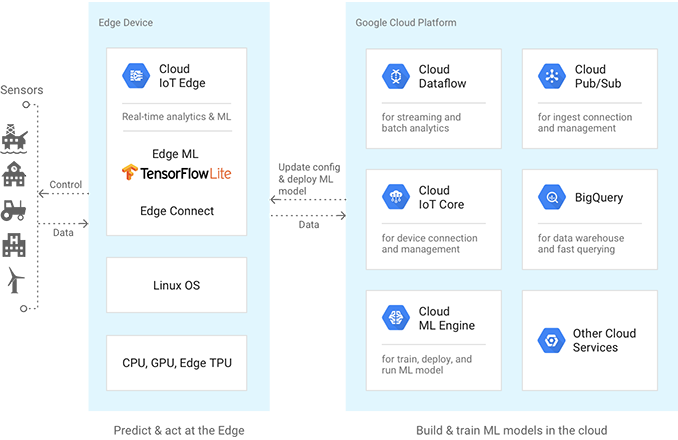 Edge Device
Google Cloud Platform
Sensors
Control
Data
Cloud
IoT Edge
Real-time analytics & ML
Edge ML
TensorFlow Lite
Edge Connect
Linux OS
CPU, GPU, Edge TPU
Update config
& deploy ML
model
Data
Cloud
Dataflow
for streaming and
batch analytics
Cloud
Pub/Sub
for ingest connection
and management
Cloud
IoT Core
for device connection
and management
BigQuery
for data warehouse
and fast querying
Cloud
ML Engine
for train, deploy, and
run ML model
Other Cloud
Services
Predict & act at the Edge
Build & train ML models in the cloud